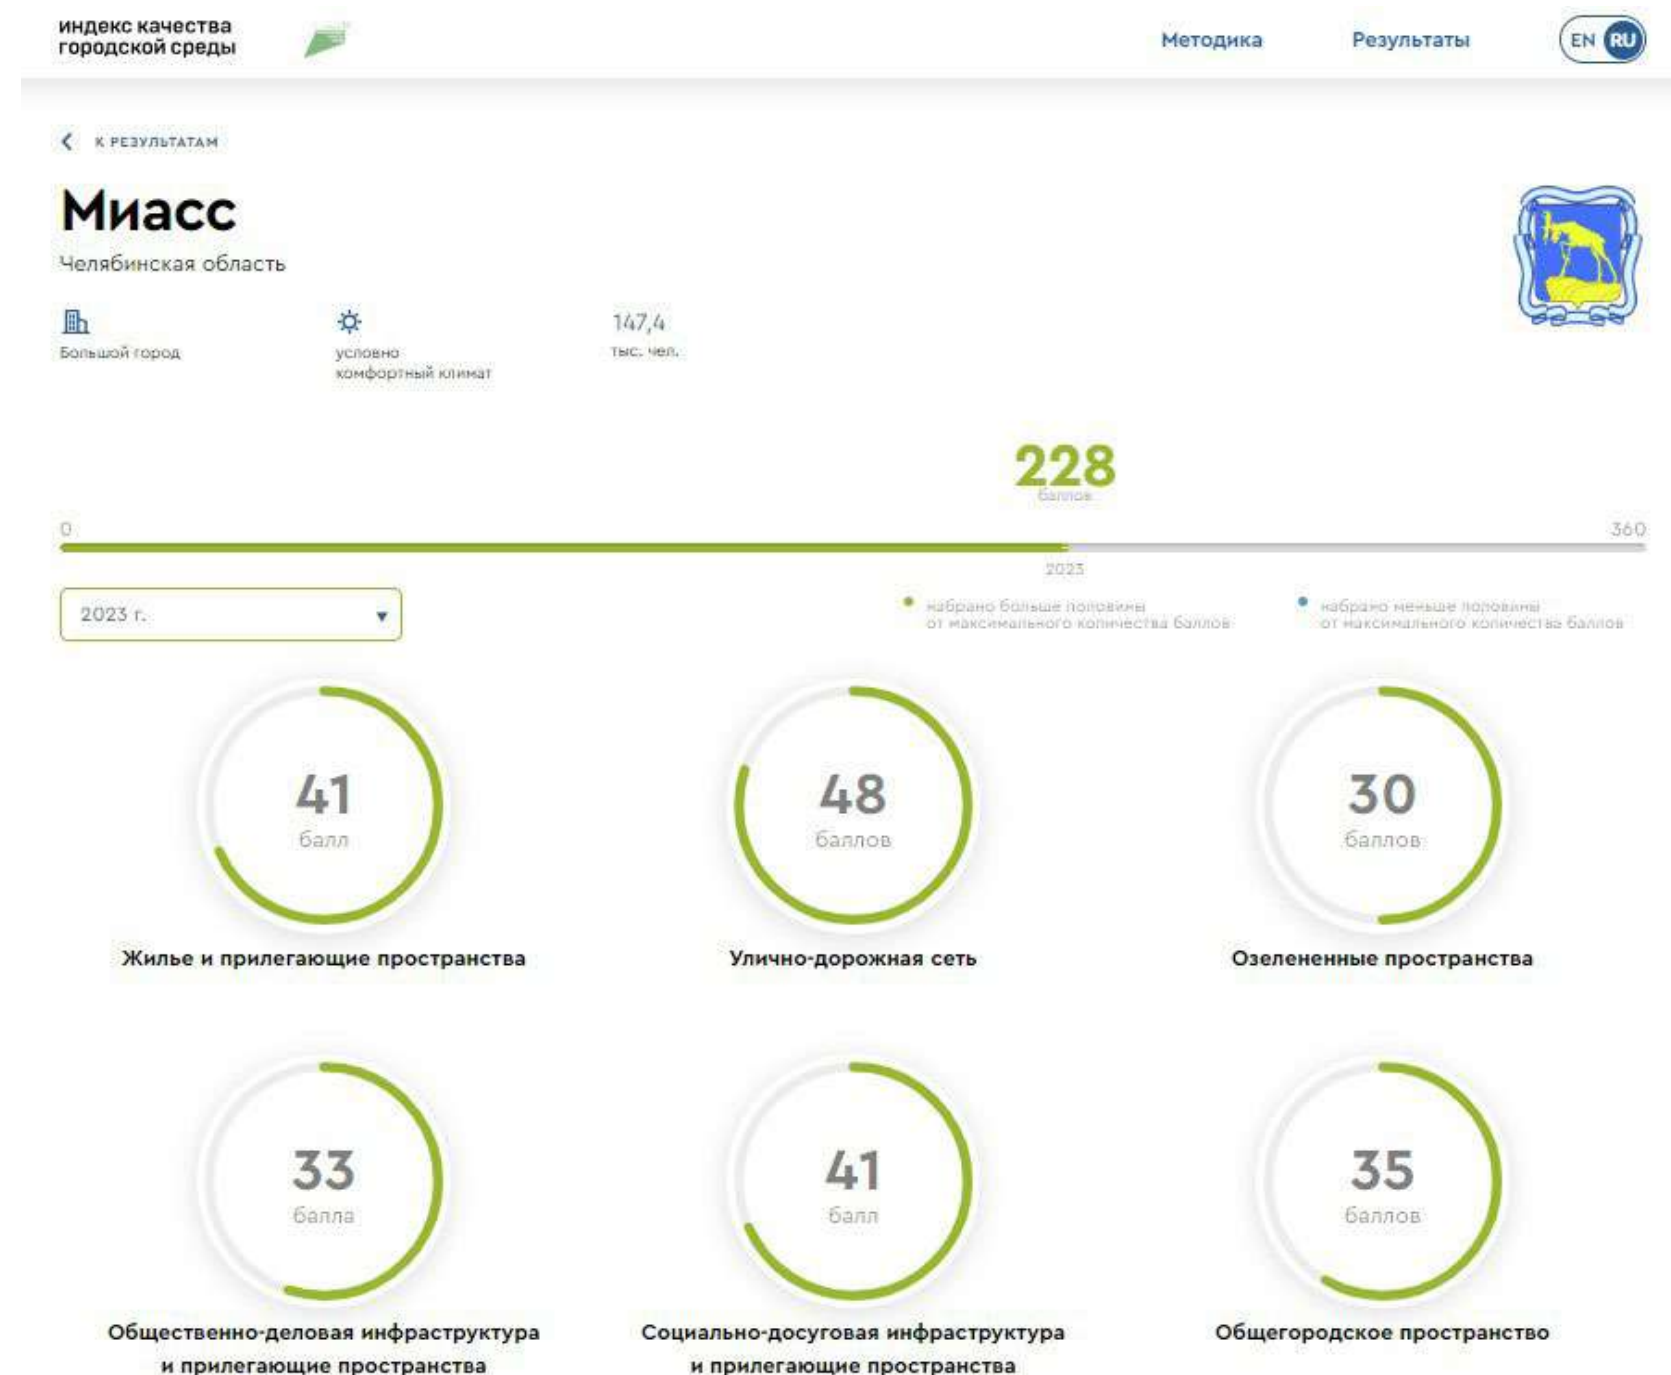 индекс качества
городской среды
Методика
Результаты
EN RU
К РЕЗУЛЬТАТАМ
Миасс
Челябинская область
Большой город
условно
комфортный климат
147,4
тыс. чел.
228
баллов
0
360
2023
2023 г.
набрано больше половины
от максимального количества баллов
набрано меньше половины
от максимального количества баллов
41
балл
Жилье и прилегающие пространства
48
баллов
Улично-дорожная сеть
30
баллов
Озелененные пространства
33
балла
Общественно-деловая инфраструктура
и прилегающие пространства
41
балл
Социально-досуговая инфраструктура
и прилегающие пространства
35
баллов
Общегородское пространство